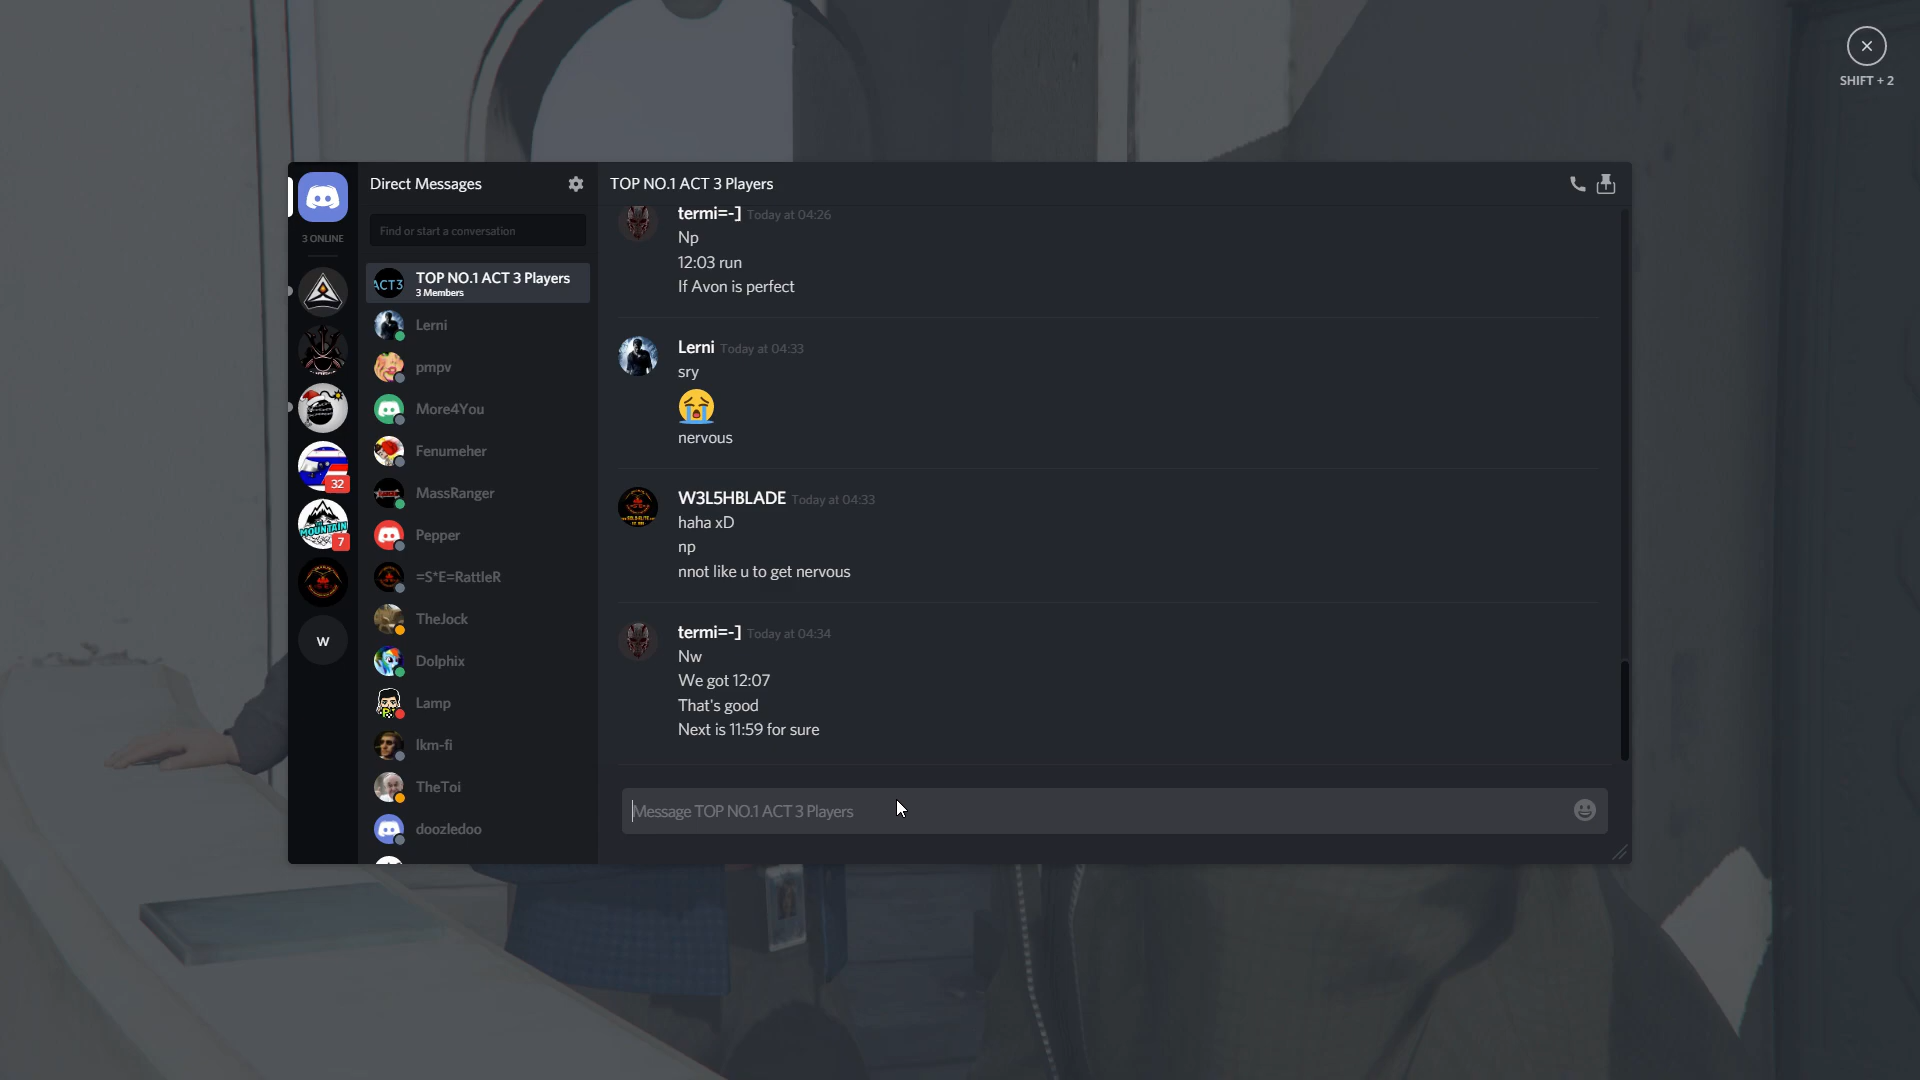 SHIFT + 2
Direct Messages
TOP NO.1 ACT 3 Players
3 ONLINE
Find or start a conversation
ACT3
TOP NO.1 ACT 3 Players
3 Members
Lerni
pmpv
More4You
Fenumeher
MassRanger
32
Pepper
MOUNTAIN
7
=S*E=RattleR
TheJock
W
Dolphix
Lamp
lkm-fi
TheToi
doozledoo
termi=-] Today at 04:26
Np
12:03 run
If Avon is perfect
Lerni Today at 04:33
sry
nervous
W3L5HBLADE Today at 04:33
haha xD
np
nnot like u to get nervous
termi=-] Today at 04:34
Nw
We got 12:07
That's good
Next is 11:59 for sure
Message TOP NO.1 ACT 3 Players